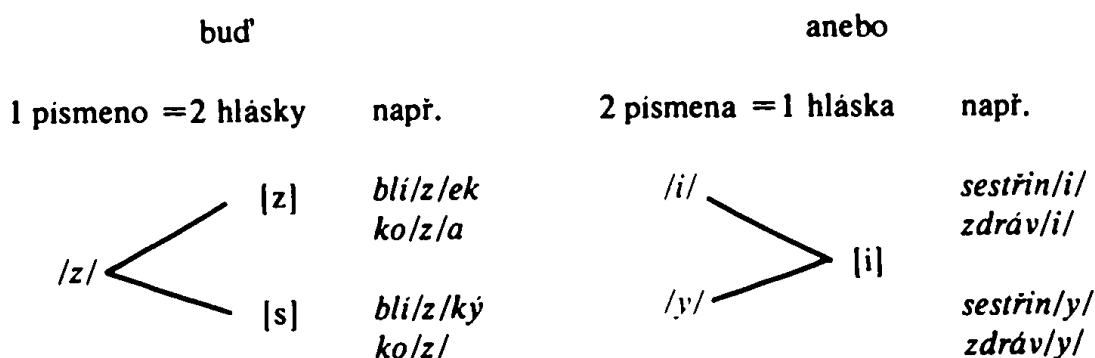 buď anebo
1 písmeno = 2 hlásky např. 2 písmena = 1 hláska např.
[z] blí/z/ek /i/ sestřin/i/
ko/z/a zdráv/i/
/z/ [i]
[s] blí/z/ký /y/ sestřin/y/
ko/z/ zdráv/y/